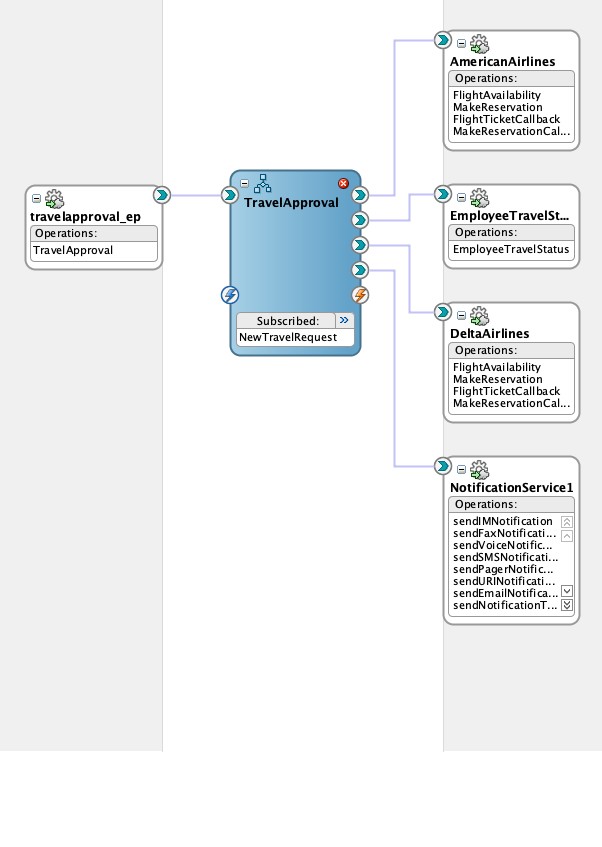 travelapproval_ep
Operations:
TravelApproval
TravelApproval
Subscribed:
NewTravelRequest
AmericanAirlines
Operations:
FlightAvailability
MakeReservation
FlightTicketCallback
MakeReservationCal...
EmployeeTravelSt...
Operations:
EmployeeTravelStatus
DeltaAirlines
Operations:
FlightAvailability
MakeReservation
FlightTicketCallback
MakeReservationCal...
NotificationService1
Operations:
sendIMNotification
sendFaxNotificati...
sendVoiceNotific...
sendSMSNotificati...
sendPagerNotific...
sendURINotificati...
sendEmailNotifica...
sendNotificationT...